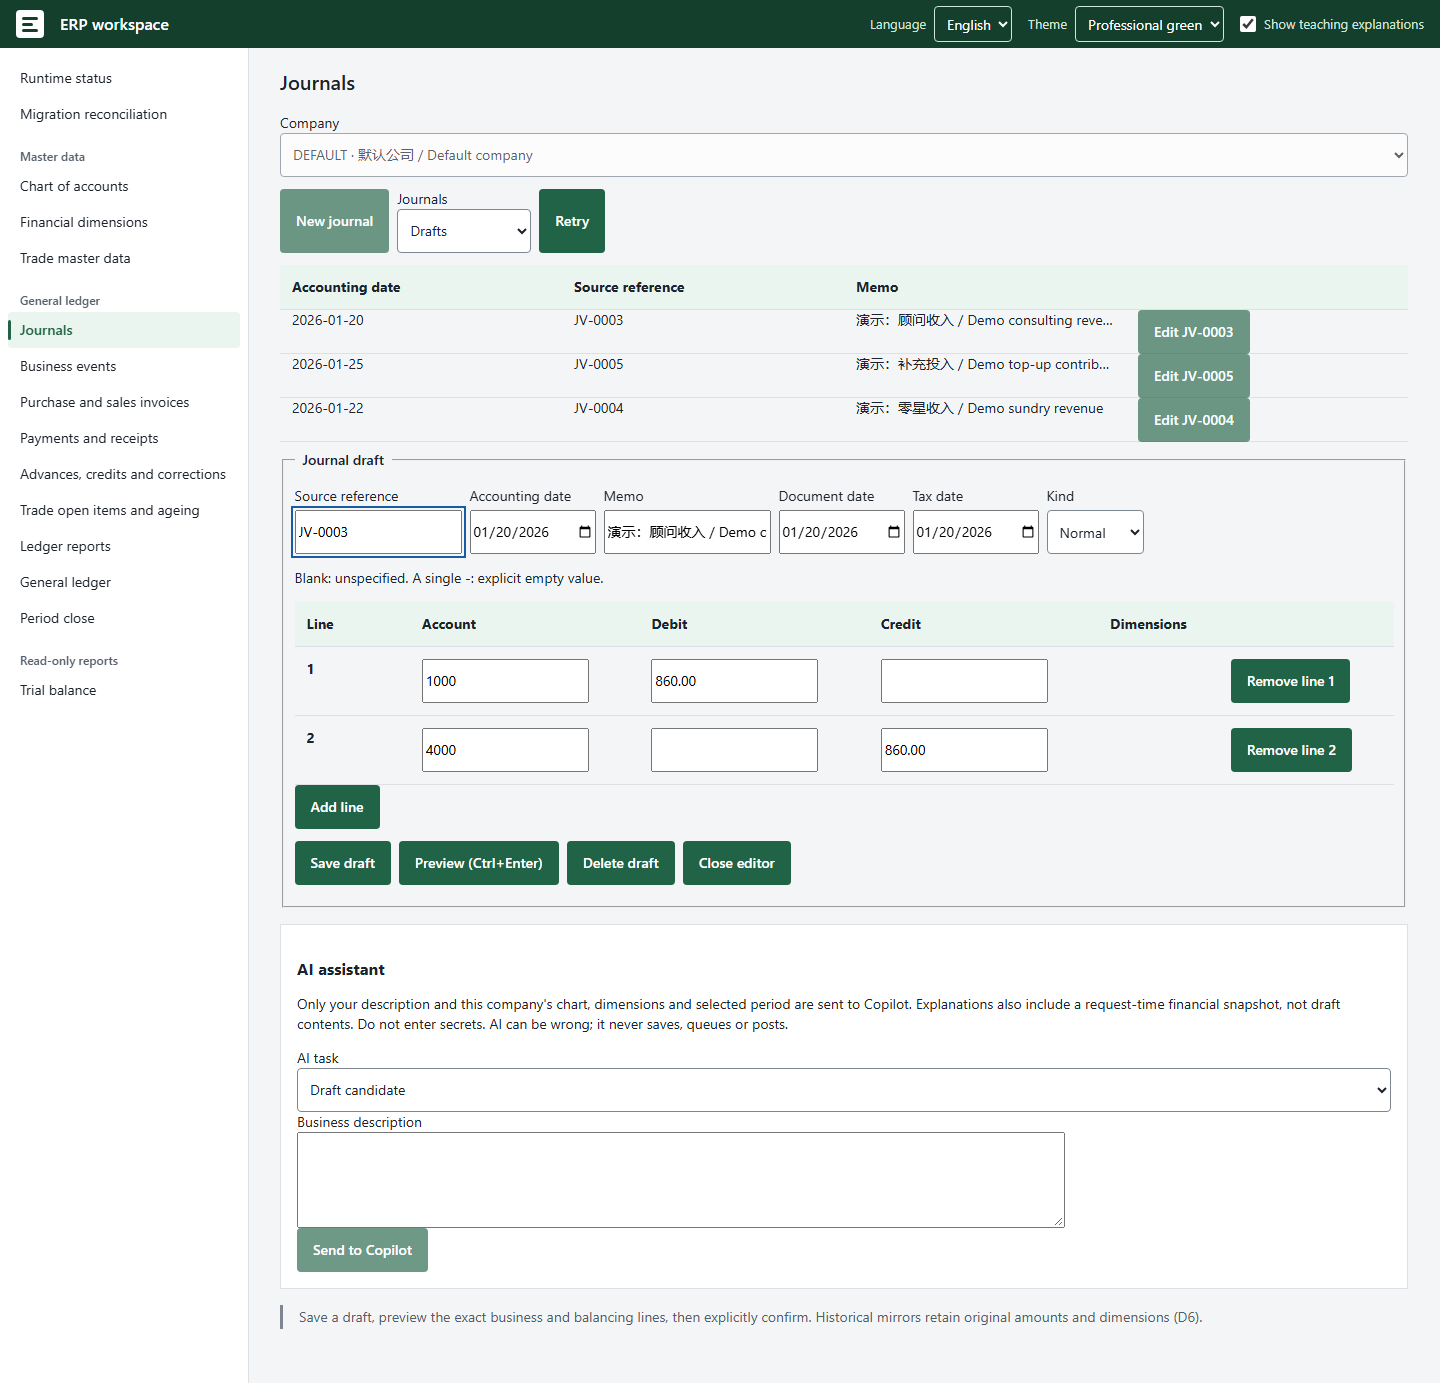 ERP workspace
Language English Theme Professional green Show teaching explanations
Runtime status
Migration reconciliation
Master data
Chart of accounts
Financial dimensions
Trade master data
General ledger
Journals
Business events
Purchase and sales invoices
Payments and receipts
Advances, credits and corrections
Trade open items and ageing
Ledger reports
General ledger
Period close
Read-only reports
Trial balance
Journals
Company
DEFAULT · 默认公司 / Default company
New journal
Journals
Drafts
Retry
Accounting date Source reference Memo
2026-01-20 JV-0003 演示：顾问收入 / Demo consulting reve... Edit JV-0003
2026-01-25 JV-0005 演示：补充投入 / Demo top-up contrib... Edit JV-0005
2026-01-22 JV-0004 演示：零星收入 / Demo sundry revenue Edit JV-0004
Journal draft
Source reference Accounting date Memo Document date Tax date Kind
JV-0003 01/20/2026 演示：顾问收入 / Demo c 01/20/2026 01/20/2026 Normal
Blank: unspecified. A single -: explicit empty value.
Line Account Debit Credit Dimensions
1 1000 860.00 Remove line 1
2 4000 860.00 Remove line 2
Add line
Save draft Preview (Ctrl+Enter) Delete draft Close editor
AI assistant
Only your description and this company's chart, dimensions and selected period are sent to Copilot. Explanations also include a request-time financial snapshot, not draft
contents. Do not enter secrets. AI can be wrong; it never saves, queues or posts.
AI task
Draft candidate
Business description
Send to Copilot
Save a draft, preview the exact business and balancing lines, then explicitly confirm. Historical mirrors retain original amounts and dimensions (D6).